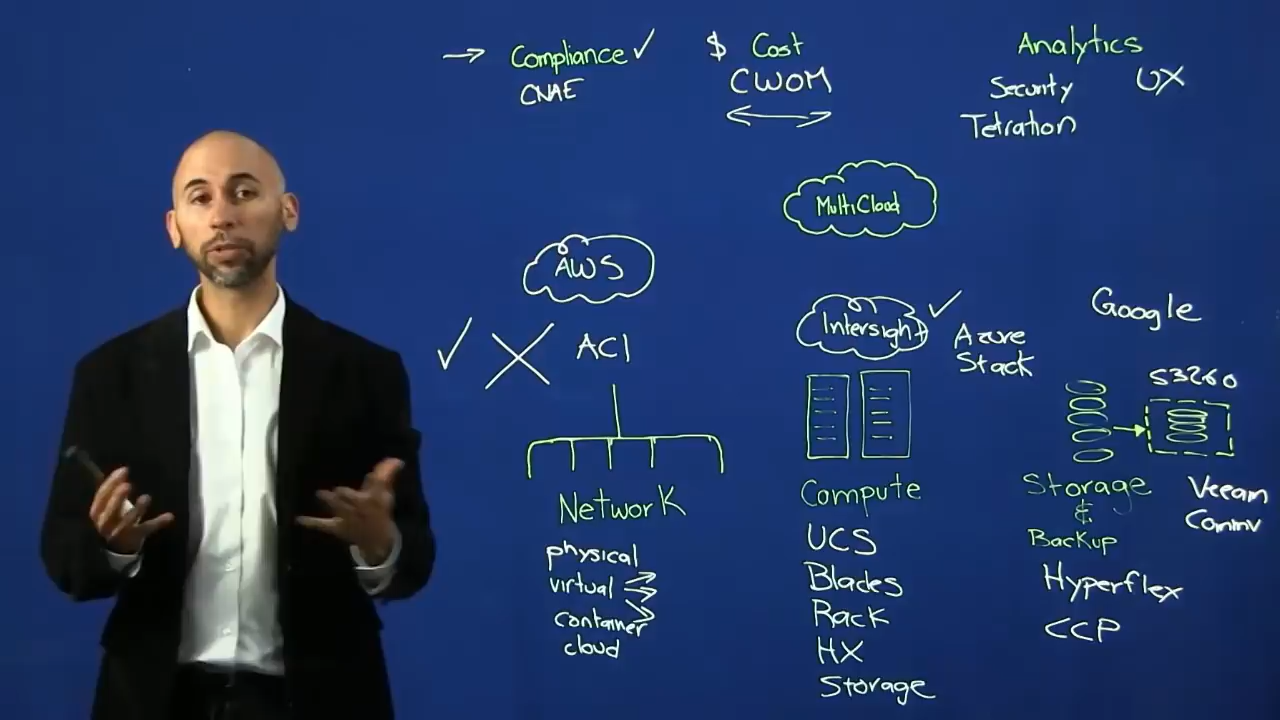 → Compliance ✓
CNAE
$ Cost
CWOM
Analytics
Security
UX
Tetration
MultiCloud
AWS
ACI
Network
physical
virtual
container
cloud
Intersight ✓
Azure
Stack
Compute
UCS
Blades
Rack
HX
Storage
Google
S3260
Storage
&
Backup
Veeam
Commv
Hyperflex
CCP